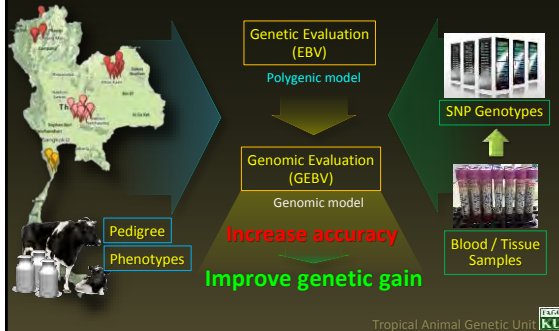 Genetic Evaluation
(EBV)
Polygenic model
SNP Genotypes
Genomic Evaluation
(GEBV)
Genomic model
Pedigree
Phenotypes
Increase accuracy
Improve genetic gain
Blood / Tissue
Samples
Tropical Animal Genetic Unit